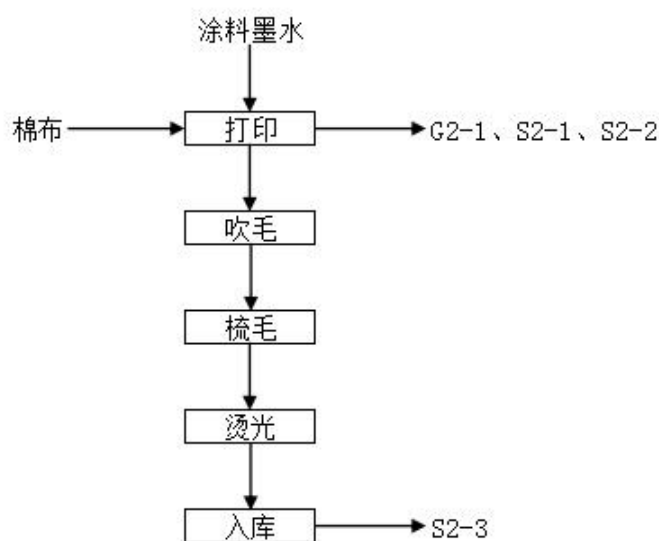 涂料墨水
棉布
打印
G2-1、S2-1、S2-2
吹毛
梳毛
烫光
入库
S2-3